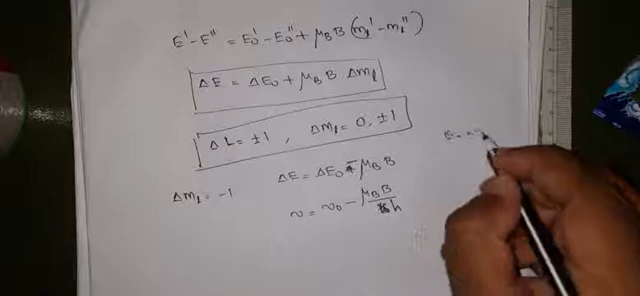 E' - E'' = E₀' - E₀'' + μ_B B (m_l' - m_l'')
ΔE = ΔE₀ + μ_B B Δm_l
ΔL = ±1 , Δm_l = 0, ±1
ΔE = ΔE₀ - μ_B B
Δm_l = -1
ν = ν₀ - μ_B B / h